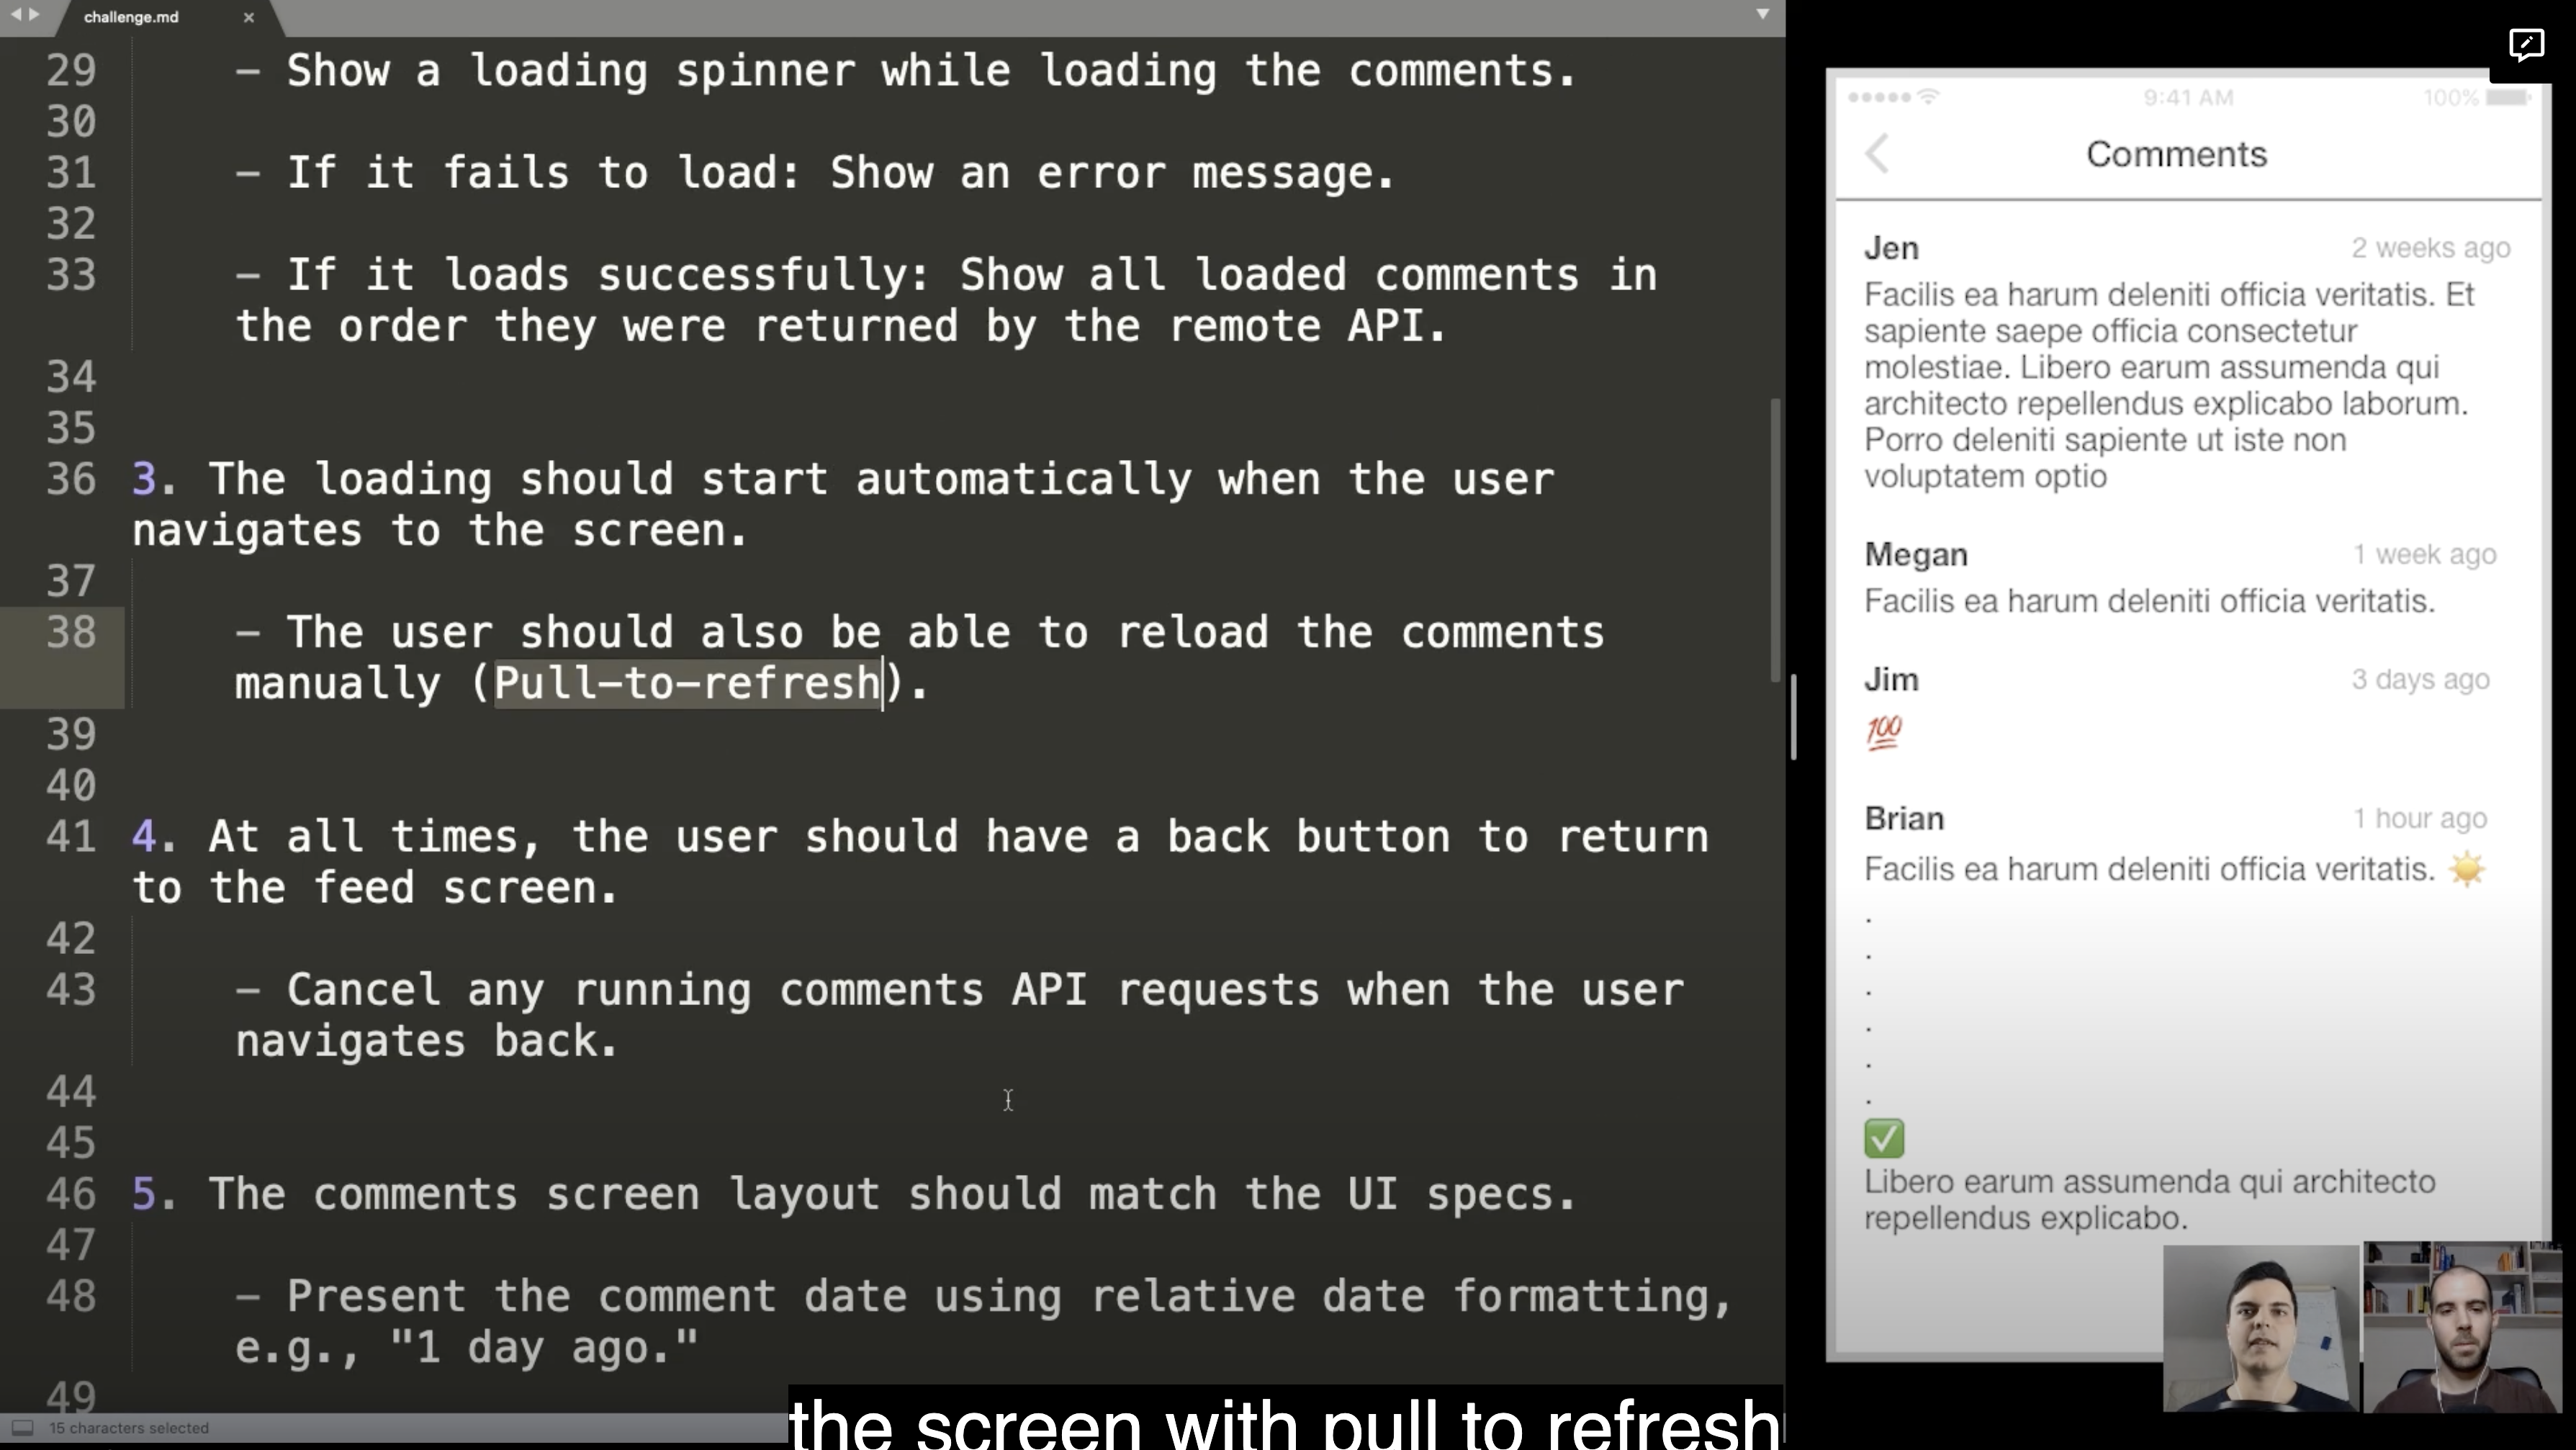 challenge.md
29 – Show a loading spinner while loading the comments.
30
31 – If it fails to load: Show an error message.
32
33 – If it loads successfully: Show all loaded comments in
the order they were returned by the remote API.
34
35
36 3. The loading should start automatically when the user
navigates to the screen.
37
38 – The user should also be able to reload the comments
manually (Pull-to-refresh).
39
40
41 4. At all times, the user should have a back button to return
to the feed screen.
42
43 – Cancel any running comments API requests when the user
navigates back.
44
45
46 5. The comments screen layout should match the UI specs.
47
48 – Present the comment date using relative date formatting,
e.g., "1 day ago."
49
15 characters selected
the screen with pull to refresh
9:41 AM 100%
Comments
Jen 2 weeks ago
Facilis ea harum deleniti officia veritatis. Et
sapiente saepe officia consectetur
molestiae. Libero earum assumenda qui
architecto repellendus explicabo laborum.
Porro deleniti sapiente ut iste non
voluptatem optio
Megan 1 week ago
Facilis ea harum deleniti officia veritatis.
Jim 3 days ago
💯
Brian 1 hour ago
Facilis ea harum deleniti officia veritatis. ☀️
.
.
.
.
.
.
✅
Libero earum assumenda qui architecto
repellendus explicabo.